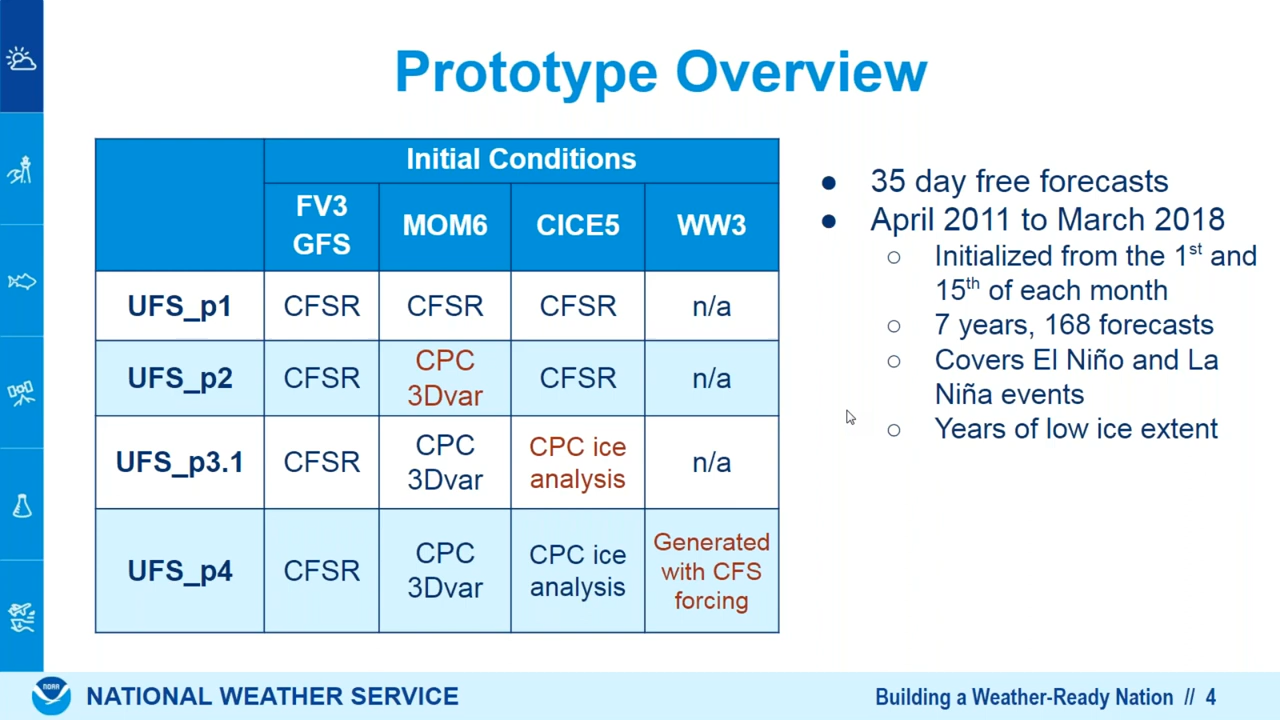 Prototype Overview
Initial Conditions
FV3
GFS
MOM6
CICE5
WW3
UFS_p1
CFSR
CFSR
CFSR
n/a
UFS_p2
CFSR
CPC
3Dvar
CFSR
n/a
UFS_p3.1
CFSR
CPC
3Dvar
CPC ice
analysis
n/a
UFS_p4
CFSR
CPC
3Dvar
CPC ice
analysis
Generated
with CFS
forcing
● 35 day free forecasts
● April 2011 to March 2018
○ Initialized from the 1st and
15th of each month
○ 7 years, 168 forecasts
○ Covers El Niño and La
Niña events
○ Years of low ice extent
NOAA
NATIONAL WEATHER SERVICE
Building a Weather-Ready Nation // 4